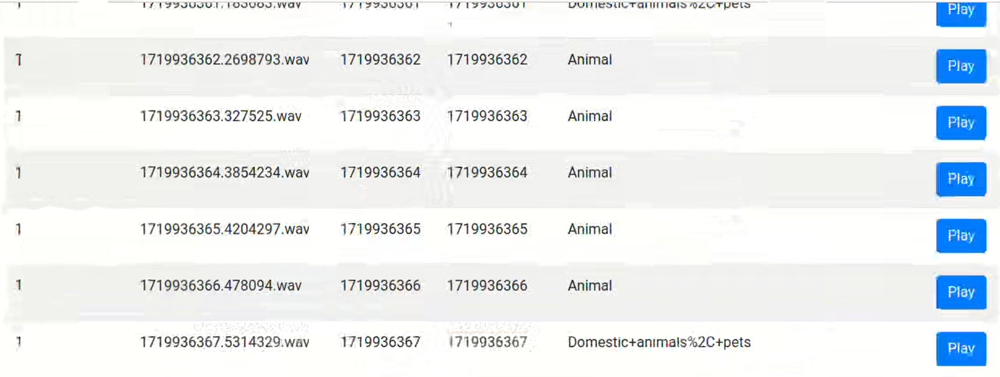 1 1719936361.183683.wav 1719936361 1719936361 Domestic+animals%2C+pets Play
1 1719936362.2698793.wav 1719936362 1719936362 Animal Play
1 1719936363.327525.wav 1719936363 1719936363 Animal Play
1 1719936364.3854234.wav 1719936364 1719936364 Animal Play
1 1719936365.4204297.wav 1719936365 1719936365 Animal Play
1 1719936366.478094.wav 1719936366 1719936366 Animal Play
1 1719936367.5314329.wav 1719936367 1719936367 Domestic+animals%2C+pets Play